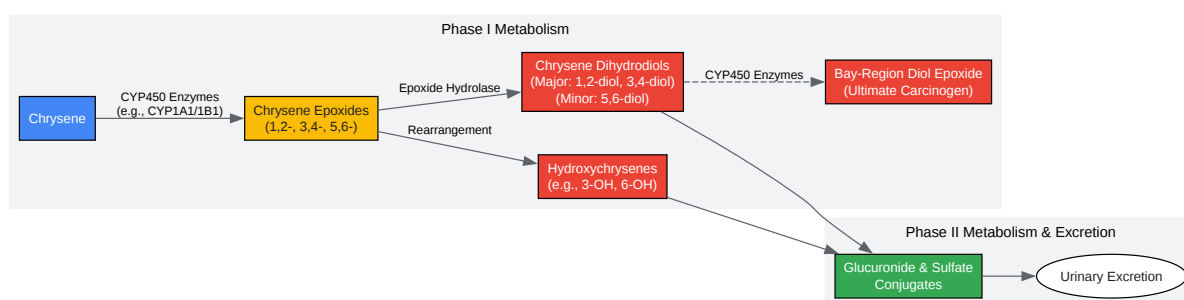 Phase I Metabolism
Chrysene
CYP450 Enzymes
(e.g., CYP1A1/1B1)
Chrysene Epoxides
(1,2-, 3,4-, 5,6-)
Epoxide Hydrolase
Rearrangement
Chrysene Dihydrodiols
(Major: 1,2-diol, 3,4-diol)
(Minor: 5,6-diol)
CYP450 Enzymes
Bay-Region Diol Epoxide
(Ultimate Carcinogen)
Hydroxychrysenes
(e.g., 3-OH, 6-OH)
Phase II Metabolism & Excretion
Glucuronide & Sulfate
Conjugates
Urinary Excretion